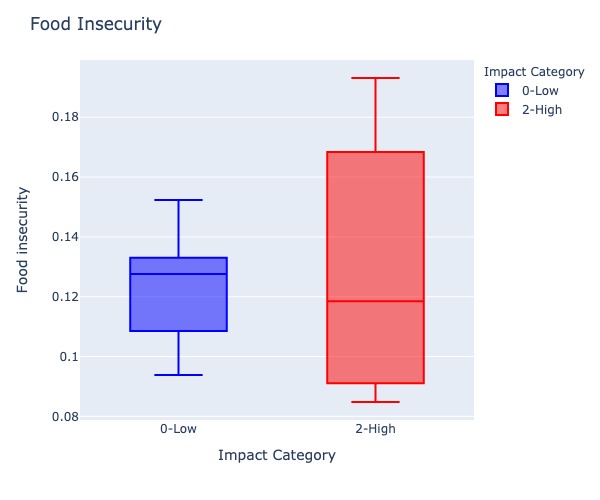 Food Insecurity
Impact Category
0-Low
2-High
Food insecurity
0.18
0.16
0.14
0.12
0.1
0.08
0-Low
2-High
Impact Category